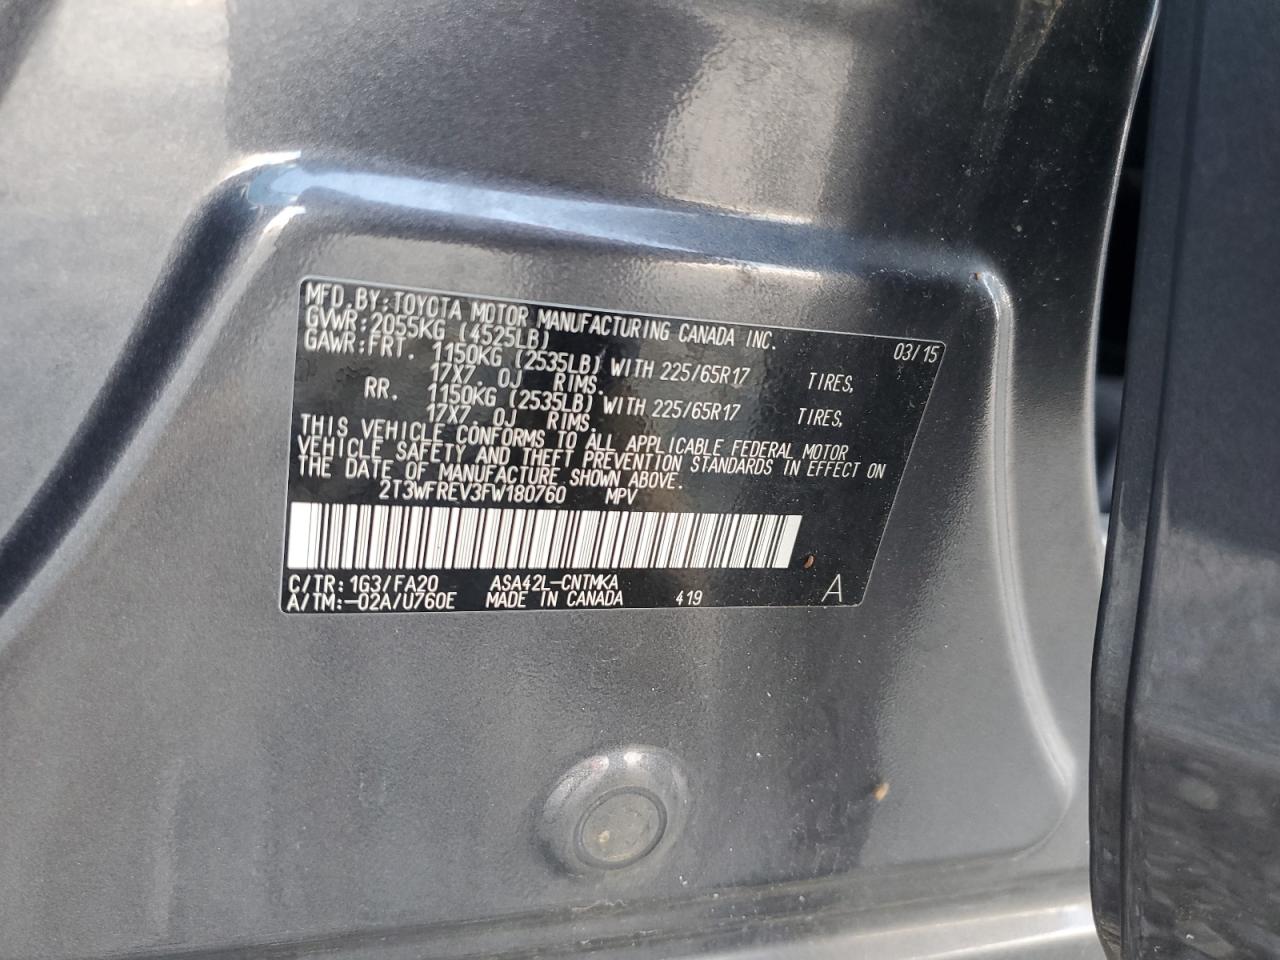 MFD.BY:TOYOTA MOTOR MANUFACTURING CANADA INC. 03/15
GVWR:2055KG (4525LB)
GAWR:FRT. 1150KG (2535LB) WITH 225/65R17 TIRES,
17X7. OJ RIMS.
RR. 1150KG (2535LB) WITH 225/65R17 TIRES,
17X7. OJ RIMS.
THIS VEHICLE CONFORMS TO ALL APPLICABLE FEDERAL MOTOR
VEHICLE SAFETY AND THEFT PREVENTION STANDARDS IN EFFECT ON
THE DATE OF MANUFACTURE SHOWN ABOVE.
2T3WFREV3FW180760 MPV
C/TR:1G3/FA20 ASA42L-CNTMKA
A/TM:-02A/U760E MADE IN CANADA 419 A